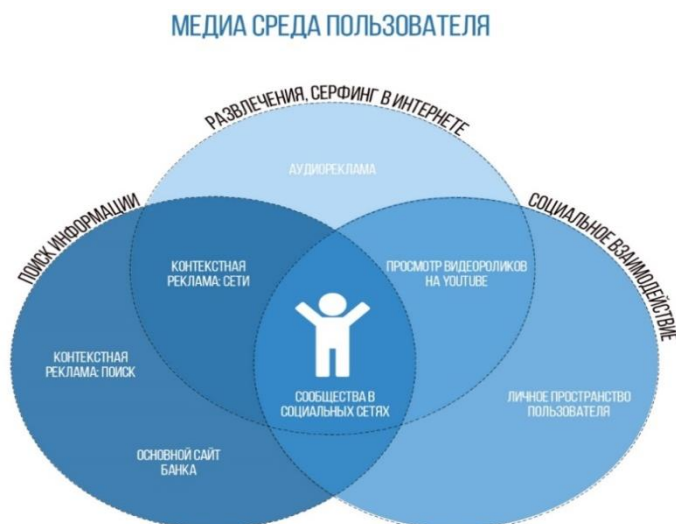 МЕДИА СРЕДА ПОЛЬЗОВАТЕЛЯ
РАЗВЛЕЧЕНИЯ, СЕРФИНГ В ИНТЕРНЕТЕ
АУДИОРЕКЛАМА
ПОИСК ИНФОРМАЦИИ
СОЦИАЛЬНОЕ ВЗАИМОДЕЙСТВИЕ
КОНТЕКСТНАЯ
РЕКЛАМА: СЕТИ
ПРОСМОТР ВИДЕОРОЛИКОВ
НА YOUTUBE
КОНТЕКСТНАЯ
РЕКЛАМА: ПОИСК
СООБЩЕСТВА В
СОЦИАЛЬНЫХ СЕТЯХ
ЛИЧНОЕ ПРОСТРАНСТВО
ПОЛЬЗОВАТЕЛЯ
ОСНОВНОЙ САЙТ
БАНКА